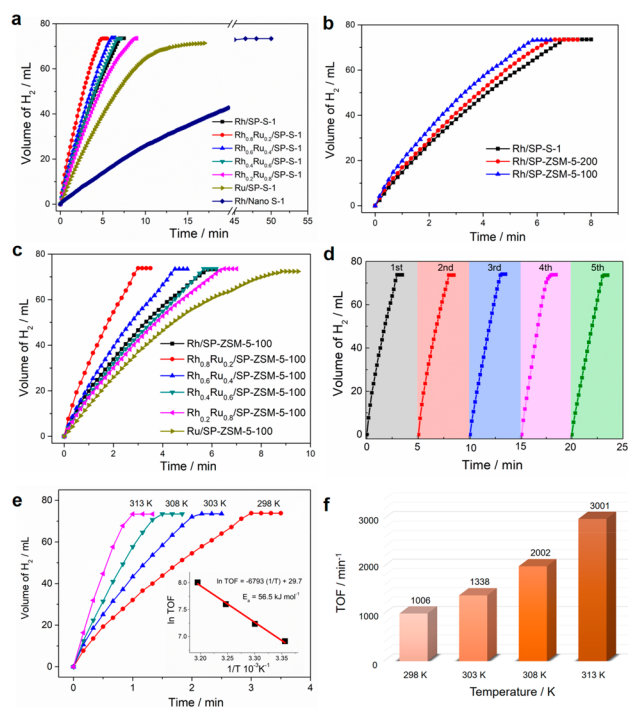 a
Volume of H2 / mL
80
60
40
20
0
Rh/SP-S-1
Rh0.8Ru0.2/SP-S-1
Rh0.6Ru0.4/SP-S-1
Rh0.4Ru0.6/SP-S-1
Rh0.2Ru0.8/SP-S-1
Ru/SP-S-1
Rh/Nano S-1
0 5 10 15 45 50 55
Time / min
b
Volume of H2 / mL
80
60
40
20
0
Rh/SP-S-1
Rh/SP-ZSM-5-200
Rh/SP-ZSM-5-100
0 2 4 6 8
Time / min
c
Volume of H2 / mL
80
60
40
20
0
Rh/SP-ZSM-5-100
Rh0.8Ru0.2/SP-ZSM-5-100
Rh0.6Ru0.4/SP-ZSM-5-100
Rh0.4Ru0.6/SP-ZSM-5-100
Rh0.2Ru0.8/SP-ZSM-5-100
Ru/SP-ZSM-5-100
0 1 2 3 4 5 6 7 8 9 10
Time / min
d
Volume of H2 / mL
80
60
40
20
0
1st 2nd 3rd 4th 5th
0 5 10 15 20 25
Time / min
e
Volume of H2 / mL
80
60
40
20
0
313 K 308 K 303 K 298 K
ln TOF
8.0
7.5
7.0
ln TOF = -6793 (1/T) + 29.7
Ea = 56.5 kJ mol-1
3.20 3.25 3.30 3.35
1/T 10-3K-1
0 1 2 3 4
Time / min
f
TOF / min-1
3000
2000
1000
0
1006
1338
2002
3001
298 K 303 K 308 K 313 K
Temperature / K